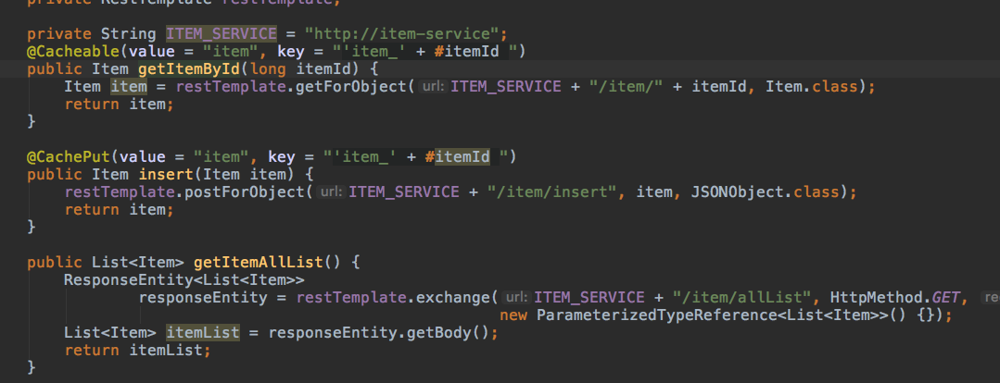 private RestTemplate restTemplate;
private String ITEM_SERVICE = "http://item-service";
@Cacheable(value = "item", key = "'item_' + #itemId ")
public Item getItemById(long itemId) {
Item item = restTemplate.getForObject( url: ITEM_SERVICE + "/item/" + itemId, Item.class);
return item;
}
@CachePut(value = "item", key = "'item_' + #itemId ")
public Item insert(Item item) {
restTemplate.postForObject( url: ITEM_SERVICE + "/item/insert", item, JSONObject.class);
return item;
}
public List<Item> getItemAllList() {
ResponseEntity<List<Item>>
responseEntity = restTemplate.exchange( url: ITEM_SERVICE + "/item/allList", HttpMethod.GET,
new ParameterizedTypeReference<List<Item>>() {});
List<Item> itemList = responseEntity.getBody();
return itemList;
}